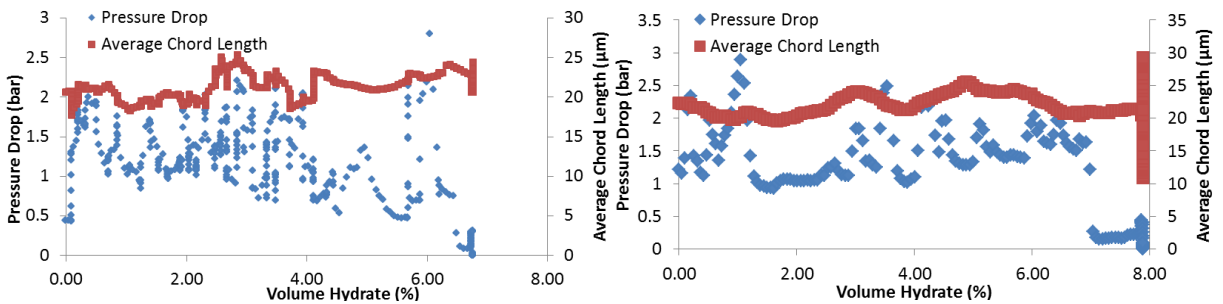 Pressure Drop
Average Chord Length
Pressure Drop (bar)
3
2.5
2
1.5
1
0.5
0
30
25
20
15
10
5
0
Average Chord Length (µm)
0.00 2.00 4.00 6.00 8.00
Volume Hydrate (%)
Pressure Drop
Average Chord Length
Pressure Drop (bar)
3.5
3
2.5
2
1.5
1
0.5
0
35
30
25
20
15
10
5
0
Average Chord Length (µm)
0.00 2.00 4.00 6.00 8.00
Volume Hydrate (%)